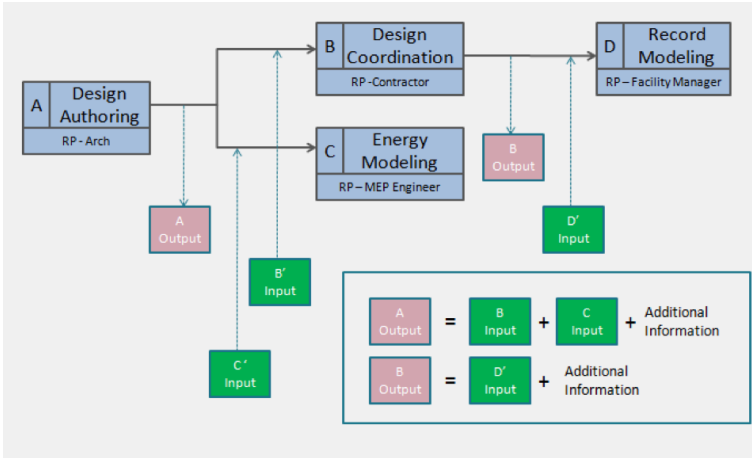 A
Design
Authoring
RP - Arch
B
Design
Coordination
RP -Contractor
D
Record
Modeling
RP – Facility Manager
C
Energy
Modeling
RP – MEP Engineer
A
Output
B
Output
B’
Input
C ’
Input
D’
Input
A
Output
=
B
Input
+
C
Input
+
Additional
Information
B
Output
=
D’
Input
+
Additional
Information